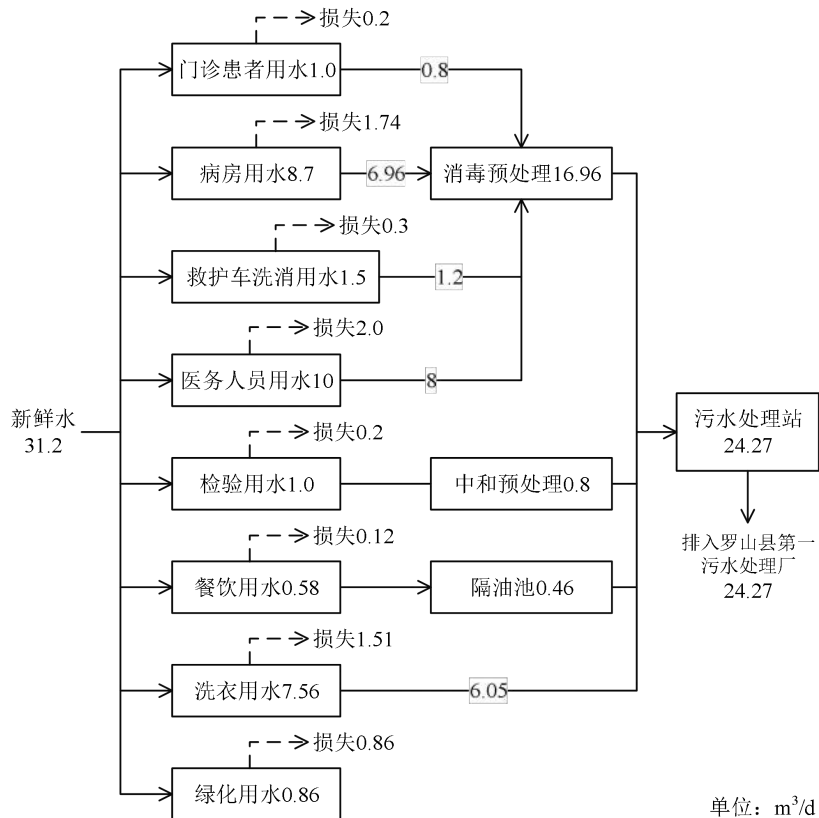 损失0.2
门诊患者用水1.0
0.8
损失1.74
病房用水8.7
6.96
消毒预处理16.96
损失0.3
救护车洗消用水1.5
1.2
损失2.0
医务人员用水10
8
新鲜水
31.2
损失0.2
检验用水1.0
中和预处理0.8
污水处理站
24.27
损失0.12
餐饮用水0.58
隔油池0.46
排入罗山县第一
污水处理厂
24.27
损失1.51
洗衣用水7.56
6.05
损失0.86
绿化用水0.86
单位：m³/d